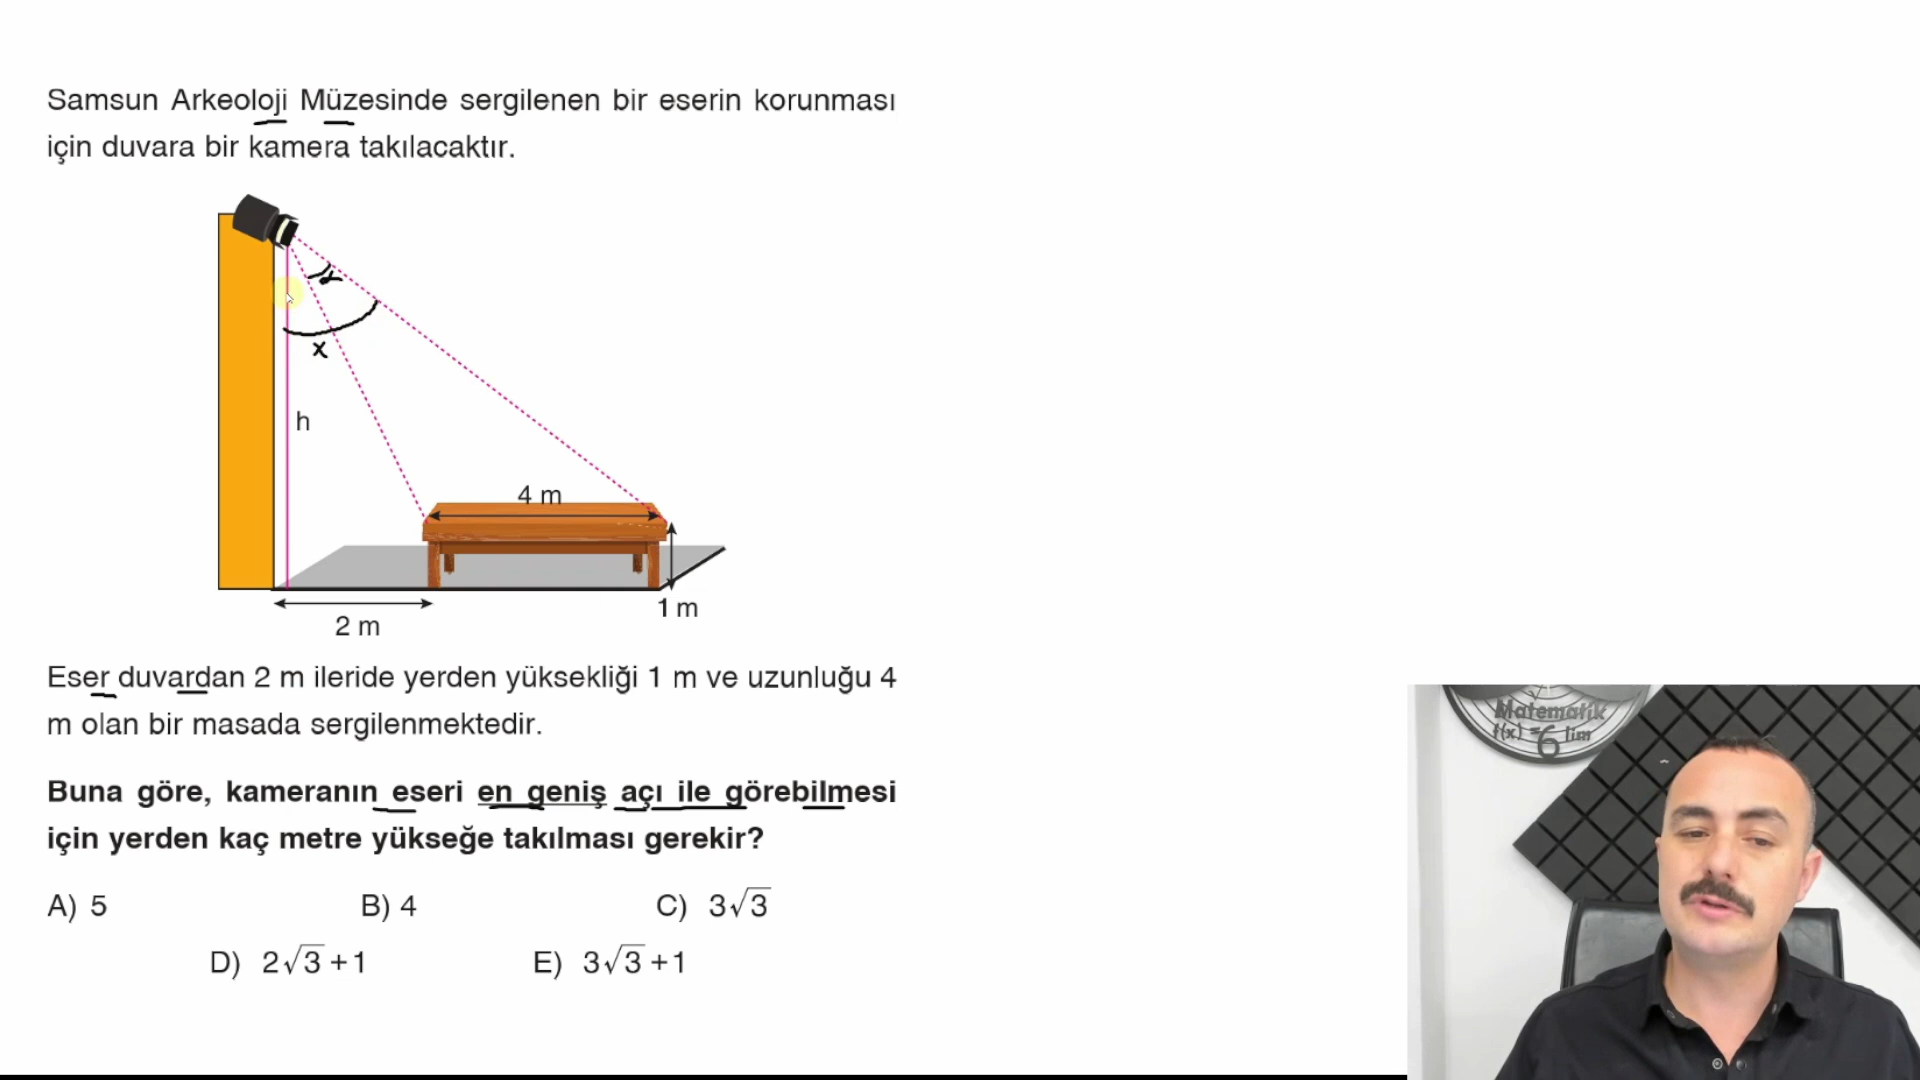 Samsun Arkeoloji Müzesinde sergilenen bir eserin korunması
için duvara bir kamera takılacaktır.
α
x
h
4 m
1 m
2 m
Eser duvardan 2 m ileride yerden yüksekliği 1 m ve uzunluğu 4
m olan bir masada sergilenmektedir.
Buna göre, kameranın eseri en geniş açı ile görebilmesi
için yerden kaç metre yükseğe takılması gerekir?
A) 5 B) 4 C) 3√3
D) 2√3 + 1 E) 3√3 + 1
Matematik
f(x) = 6 lim